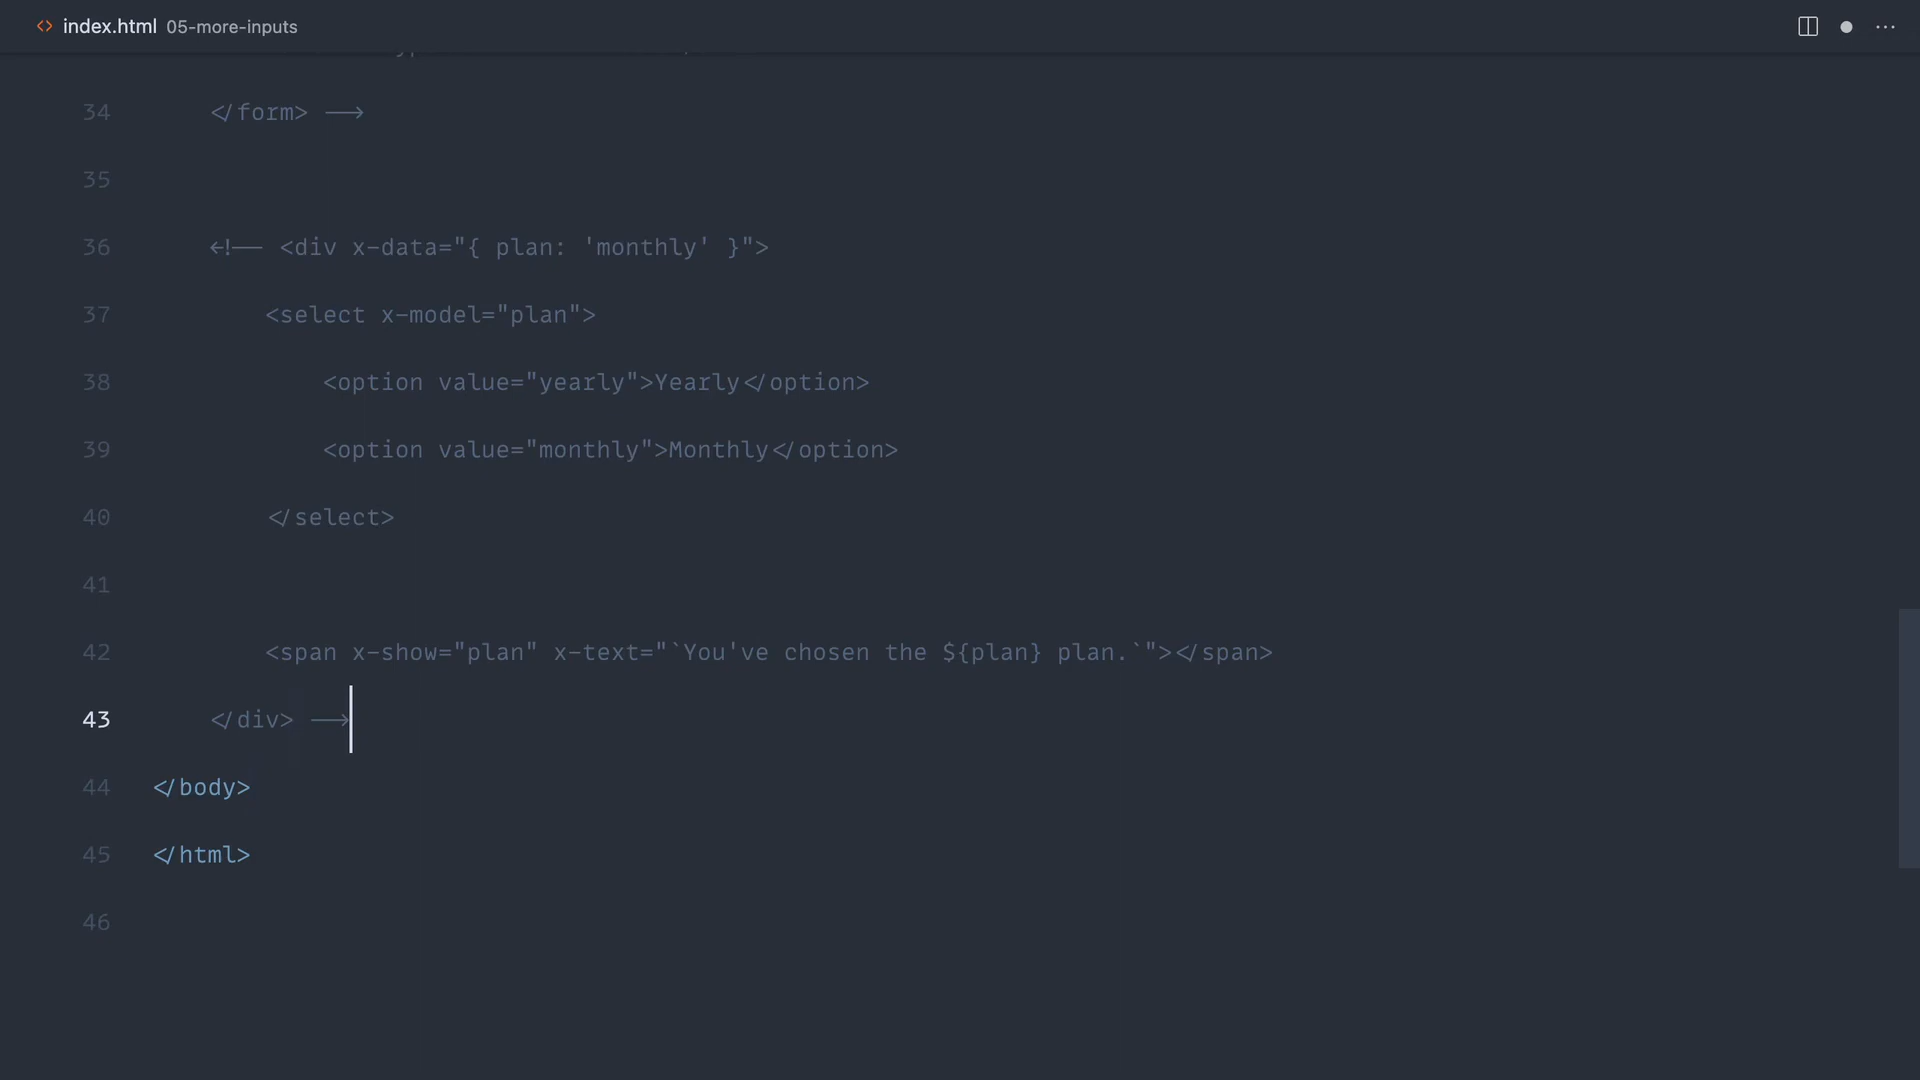 index.html 05-more-inputs
34 </form> -->
35
36 <!-- <div x-data="{ plan: 'monthly' }">
37 <select x-model="plan">
38 <option value="yearly">Yearly</option>
39 <option value="monthly">Monthly</option>
40 </select>
41
42 <span x-show="plan" x-text="`You've chosen the ${plan} plan.`"></span>
43 </div> -->
44 </body>
45 </html>
46